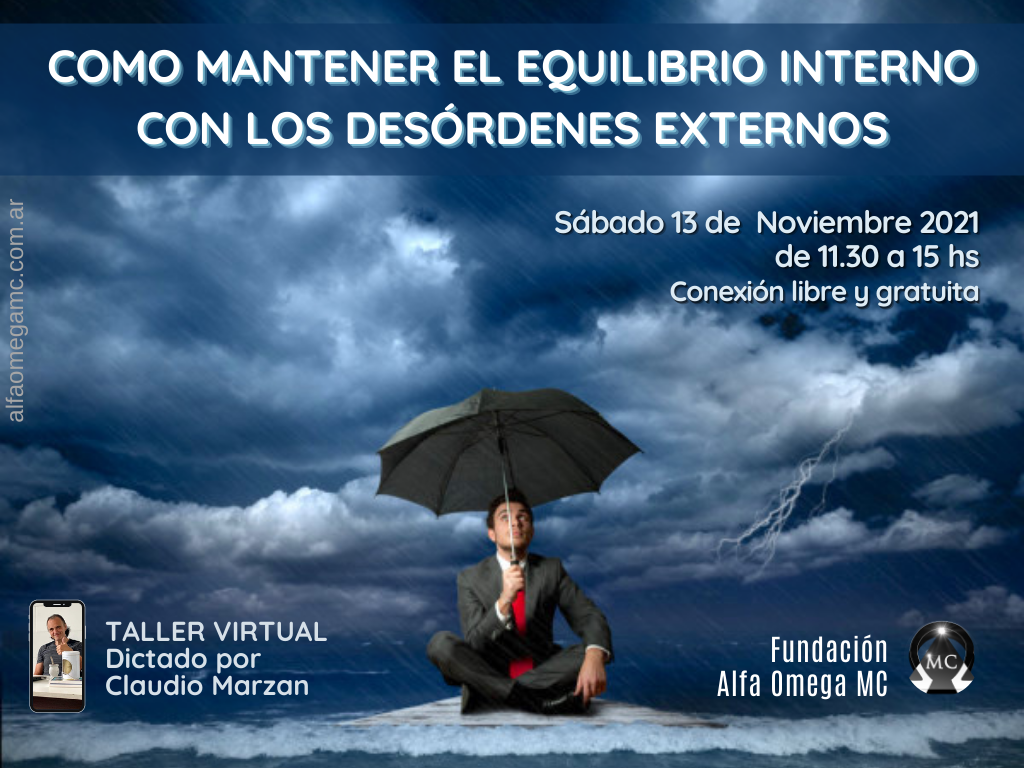 COMO MANTENER EL EQUILIBRIO INTERNO
CON LOS DESÓRDENES EXTERNOS
alfaomegamc.com.ar
Sábado 13 de Noviembre 2021
de 11.30 a 15 hs
Conexión libre y gratuita
TALLER VIRTUAL
Dictado por
Claudio Marzan
Fundación
Alfa Omega MC
MC